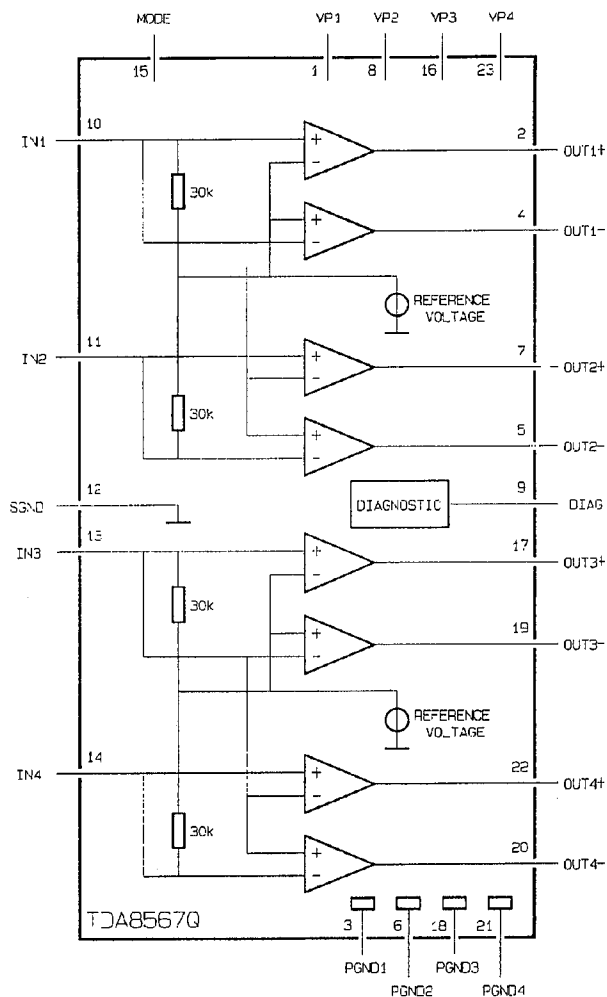 MODE VP1 VP2 VP3 VP4
15 1 8 16 23
10 2
IN1 OUT1+
+
-
30k
4
+ OUT1-
-
REFERENCE
VOLTAGE
11 7
IN2 + OUT2+
-
30k 5
+ OUT2-
-
12 9
SGND DIAGNOSTIC DIAG
13 17
IN3 + OUT3+
-
30k 19
+ OUT3-
-
REFERENCE
VOLTAGE
14 22
IN4 + OUT4+
-
30k 20
+ OUT4-
-
TDA8567Q
3 6 18 21
PGND1 PGND3
PGND2 PGND4